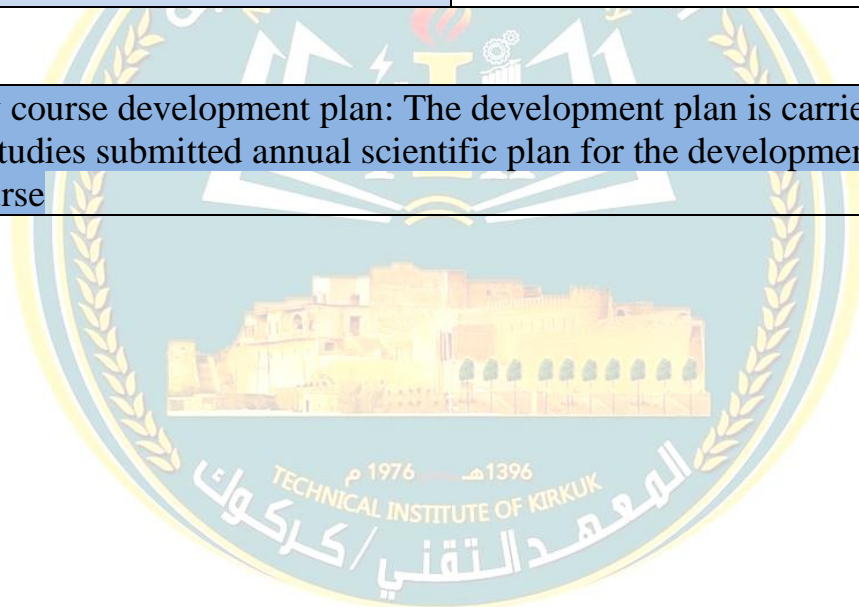 course development plan: The development plan is carrie
tudies submitted annual scientific plan for the developmen
rse
1976 م 1396هـ
TECHNICAL INSTITUTE OF KIRKUK
المعهد التقني / كركوك